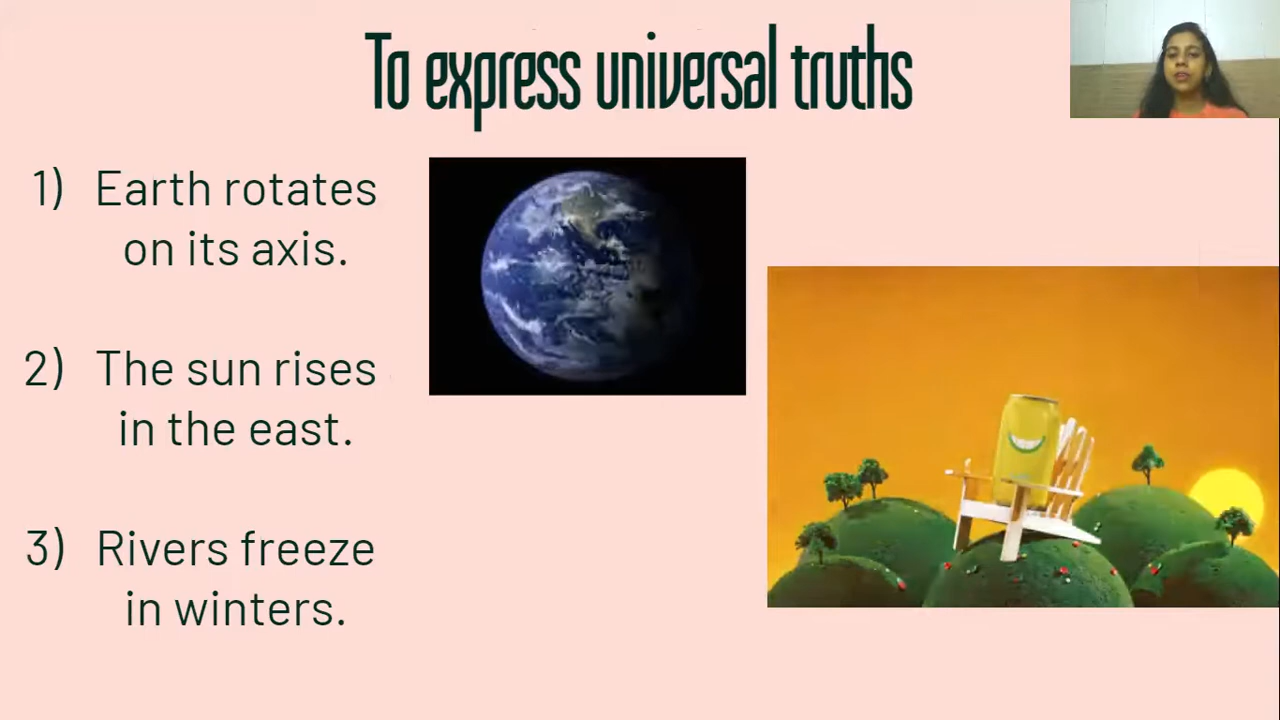 To express universal truths
1) Earth rotates
on its axis.
2) The sun rises
in the east.
3) Rivers freeze
in winters.